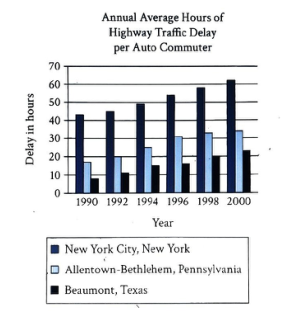 Annual Average Hours of
Highway Traffic Delay
per Auto Commuter
70
60
50
40
30
20
10
0
Delay in hours
1990 1992 1994 1996 1998 2000
Year
New York City, New York
Allentown-Bethlehem, Pennsylvania
Beaumont, Texas